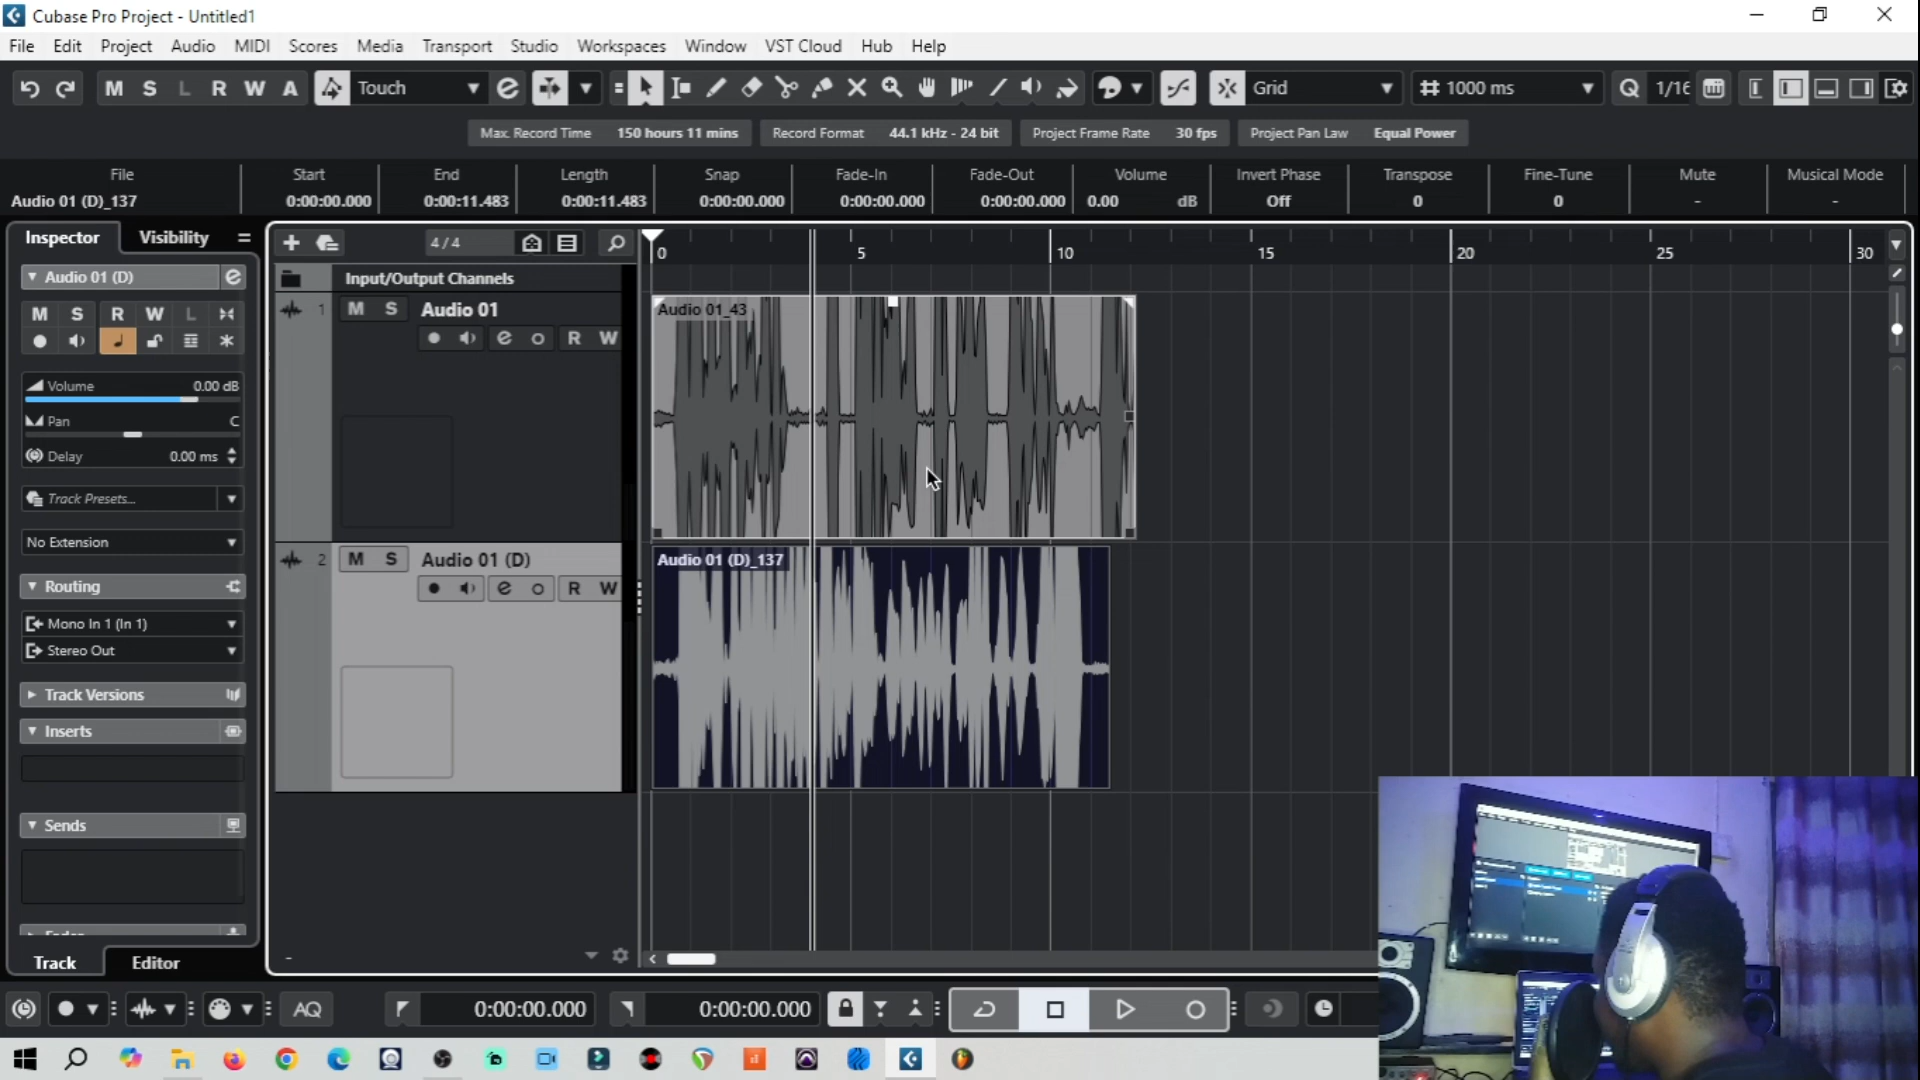 Cubase Pro Project - Untitled1
File Edit Project Audio MIDI Scores Media Transport Studio Workspaces Window VST Cloud Hub Help
M S L R W A Touch Grid 1000 ms Q 1/16
Max. Record Time 150 hours 11 mins Record Format 44.1 kHz - 24 bit Project Frame Rate 30 fps Project Pan Law Equal Power
File Start End Length Snap Fade-In Fade-Out Volume Invert Phase Transpose Fine-Tune Mute Musical Mode
Audio 01 (D)_137 0:00:00.000 0:00:11.483 0:00:11.483 0:00:00.000 0:00:00.000 0:00:00.000 0.00 dB Off 0 0 - -
Inspector Visibility
4 / 4
0 5 10 15 20 25 30
Audio 01 (D)
Input/Output Channels
M S R W L
1 M S Audio 01
R W
Audio 01_43
Volume 0.00 dB
Pan C
Delay 0.00 ms
Track Presets...
No Extension
2 M S Audio 01 (D)
R W
Audio 01 (D)_137
Routing
Mono In 1 (In 1)
Stereo Out
Track Versions
Inserts
Sends
Track Editor
AQ 0:00:00.000 0:00:00.000